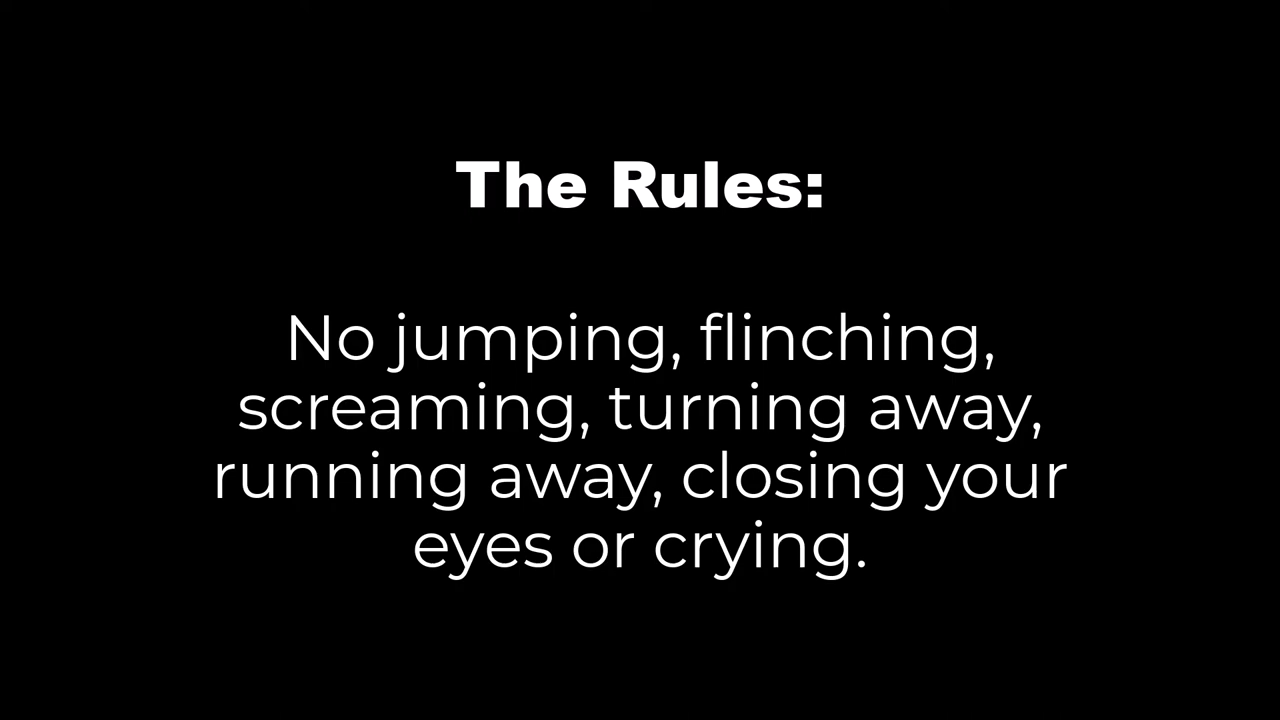 The Rules:
No jumping, flinching,
screaming, turning away,
running away, closing your
eyes or crying.